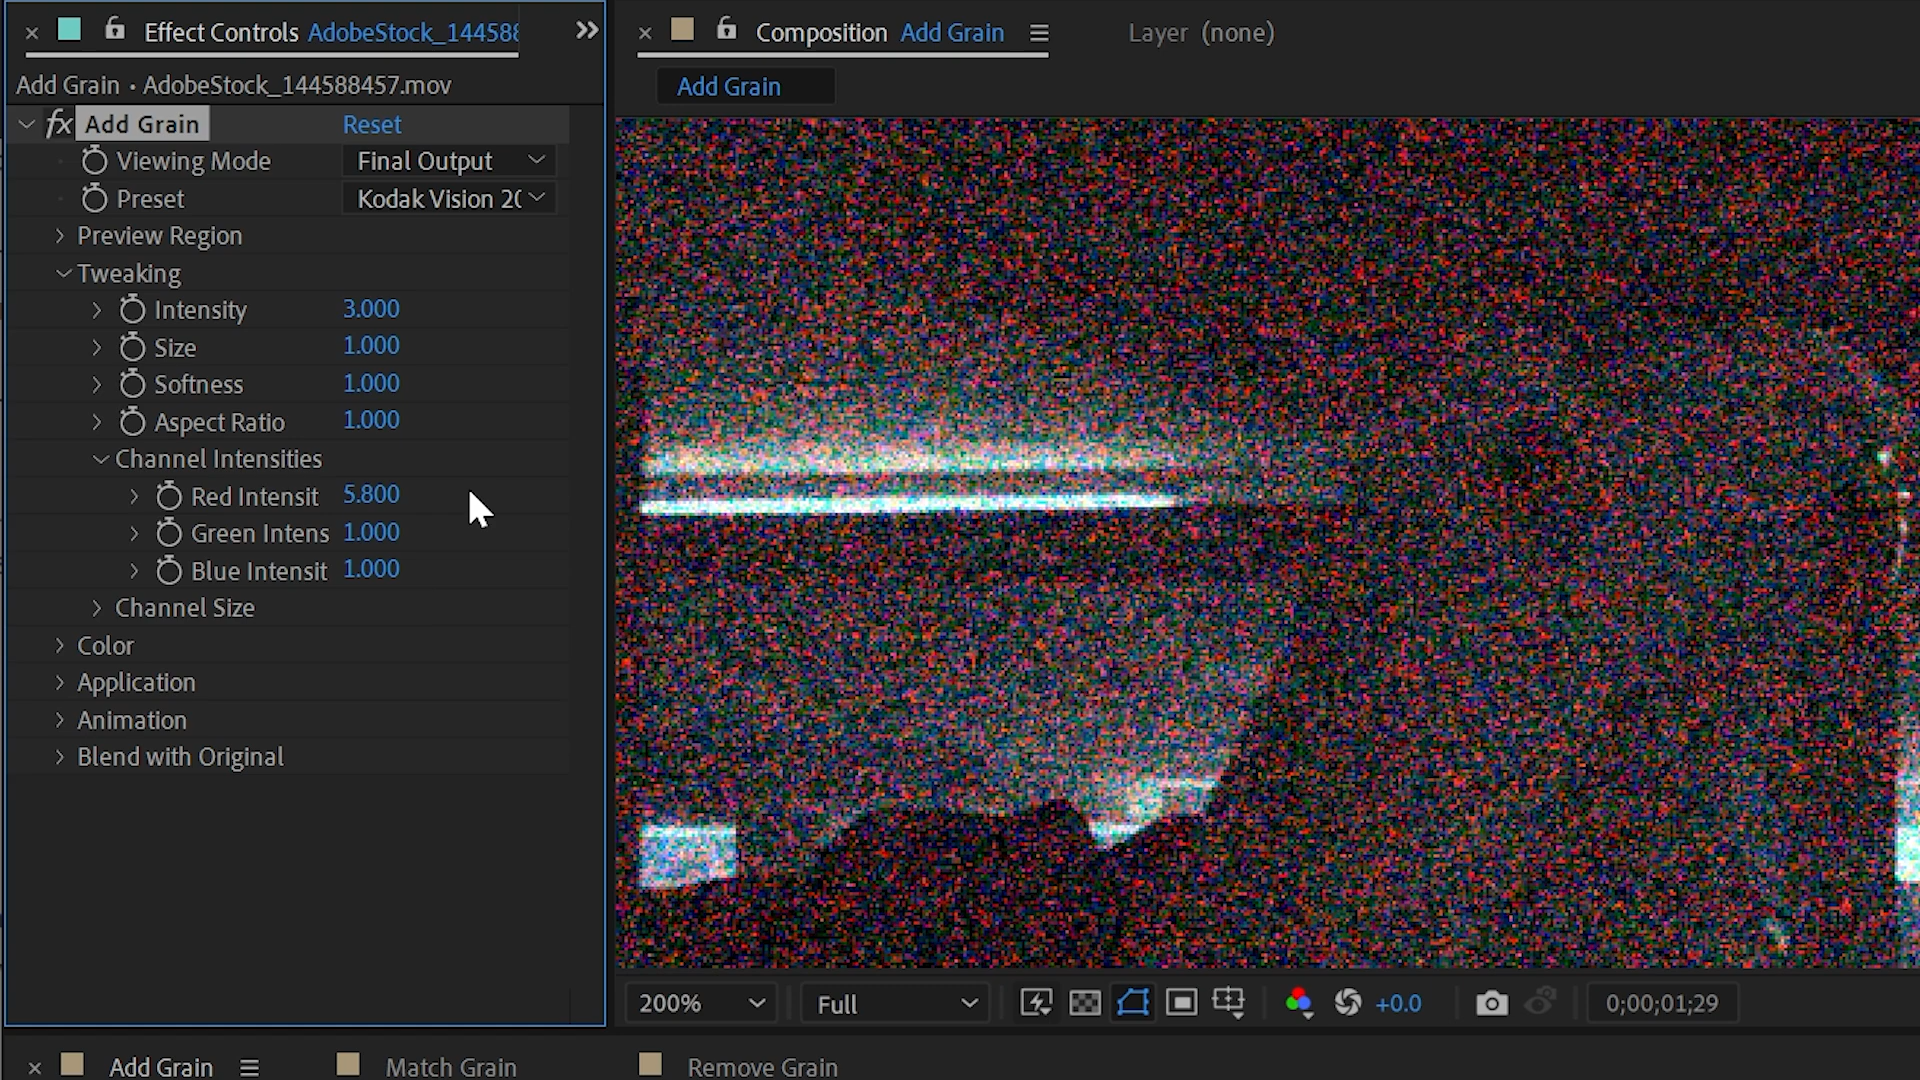 Effect Controls AdobeStock_144588
Add Grain • AdobeStock_144588457.mov
fx Add Grain Reset
Viewing Mode Final Output
Preset Kodak Vision 20
Preview Region
Tweaking
Intensity 3.000
Size 1.000
Softness 1.000
Aspect Ratio 1.000
Channel Intensities
Red Intensit 5.800
Green Intens 1.000
Blue Intensit 1.000
Channel Size
Color
Application
Animation
Blend with Original
Composition Add Grain
Layer (none)
Add Grain
200% Full +0.0 0;00;01;29
Add Grain Match Grain Remove Grain